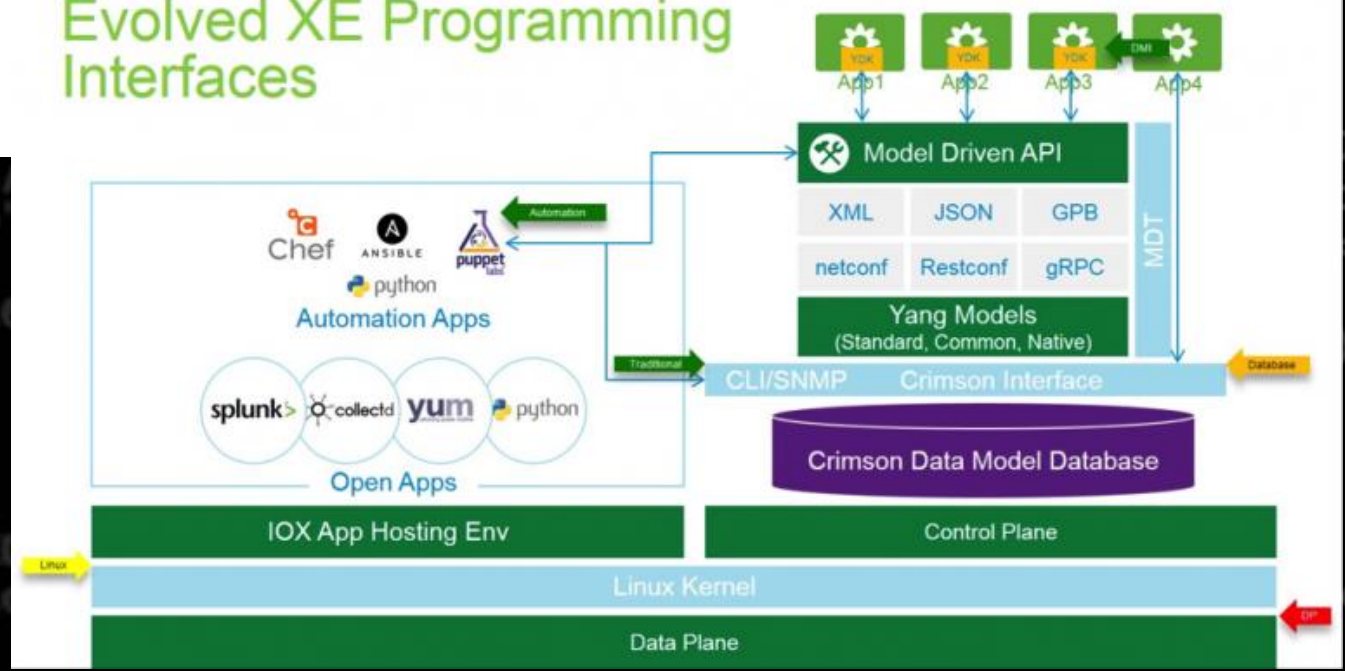 Evolved XE Programming
Interfaces
YDK
YDK
YDK
DMI
App1
App2
App3
App4
Model Driven API
XML
JSON
GPB
netconf
Restconf
gRPC
MDT
Yang Models
(Standard, Common, Native)
Chef
ANSIBLE
puppet
labs
Automation
python
Automation Apps
Traditional
CLI/SNMP
Crimson Interface
Database
splunk>
collectd
yum
python
Open Apps
Crimson Data Model Database
IOX App Hosting Env
Control Plane
Linux
Linux Kernel
DP
Data Plane